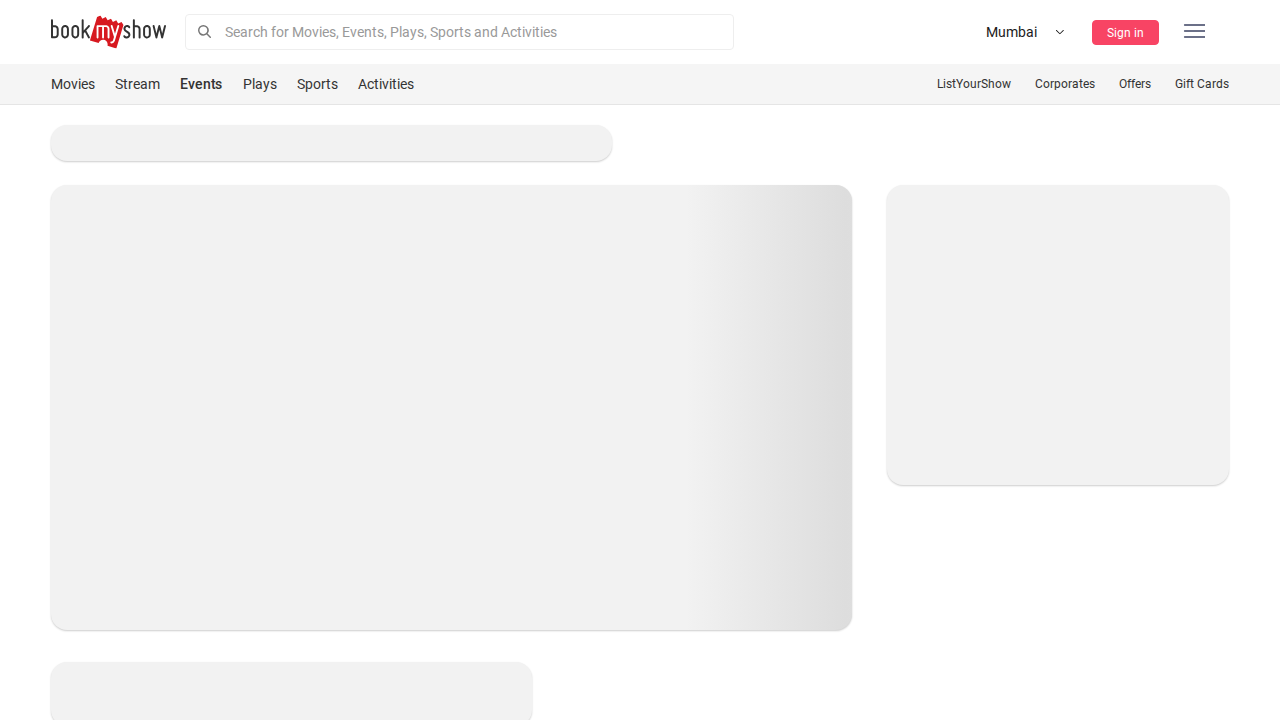 bookmyshow
Search for Movies, Events, Plays, Sports and Activities
Mumbai
Sign in
Movies Stream Events Plays Sports Activities
ListYourShow Corporates Offers Gift Cards